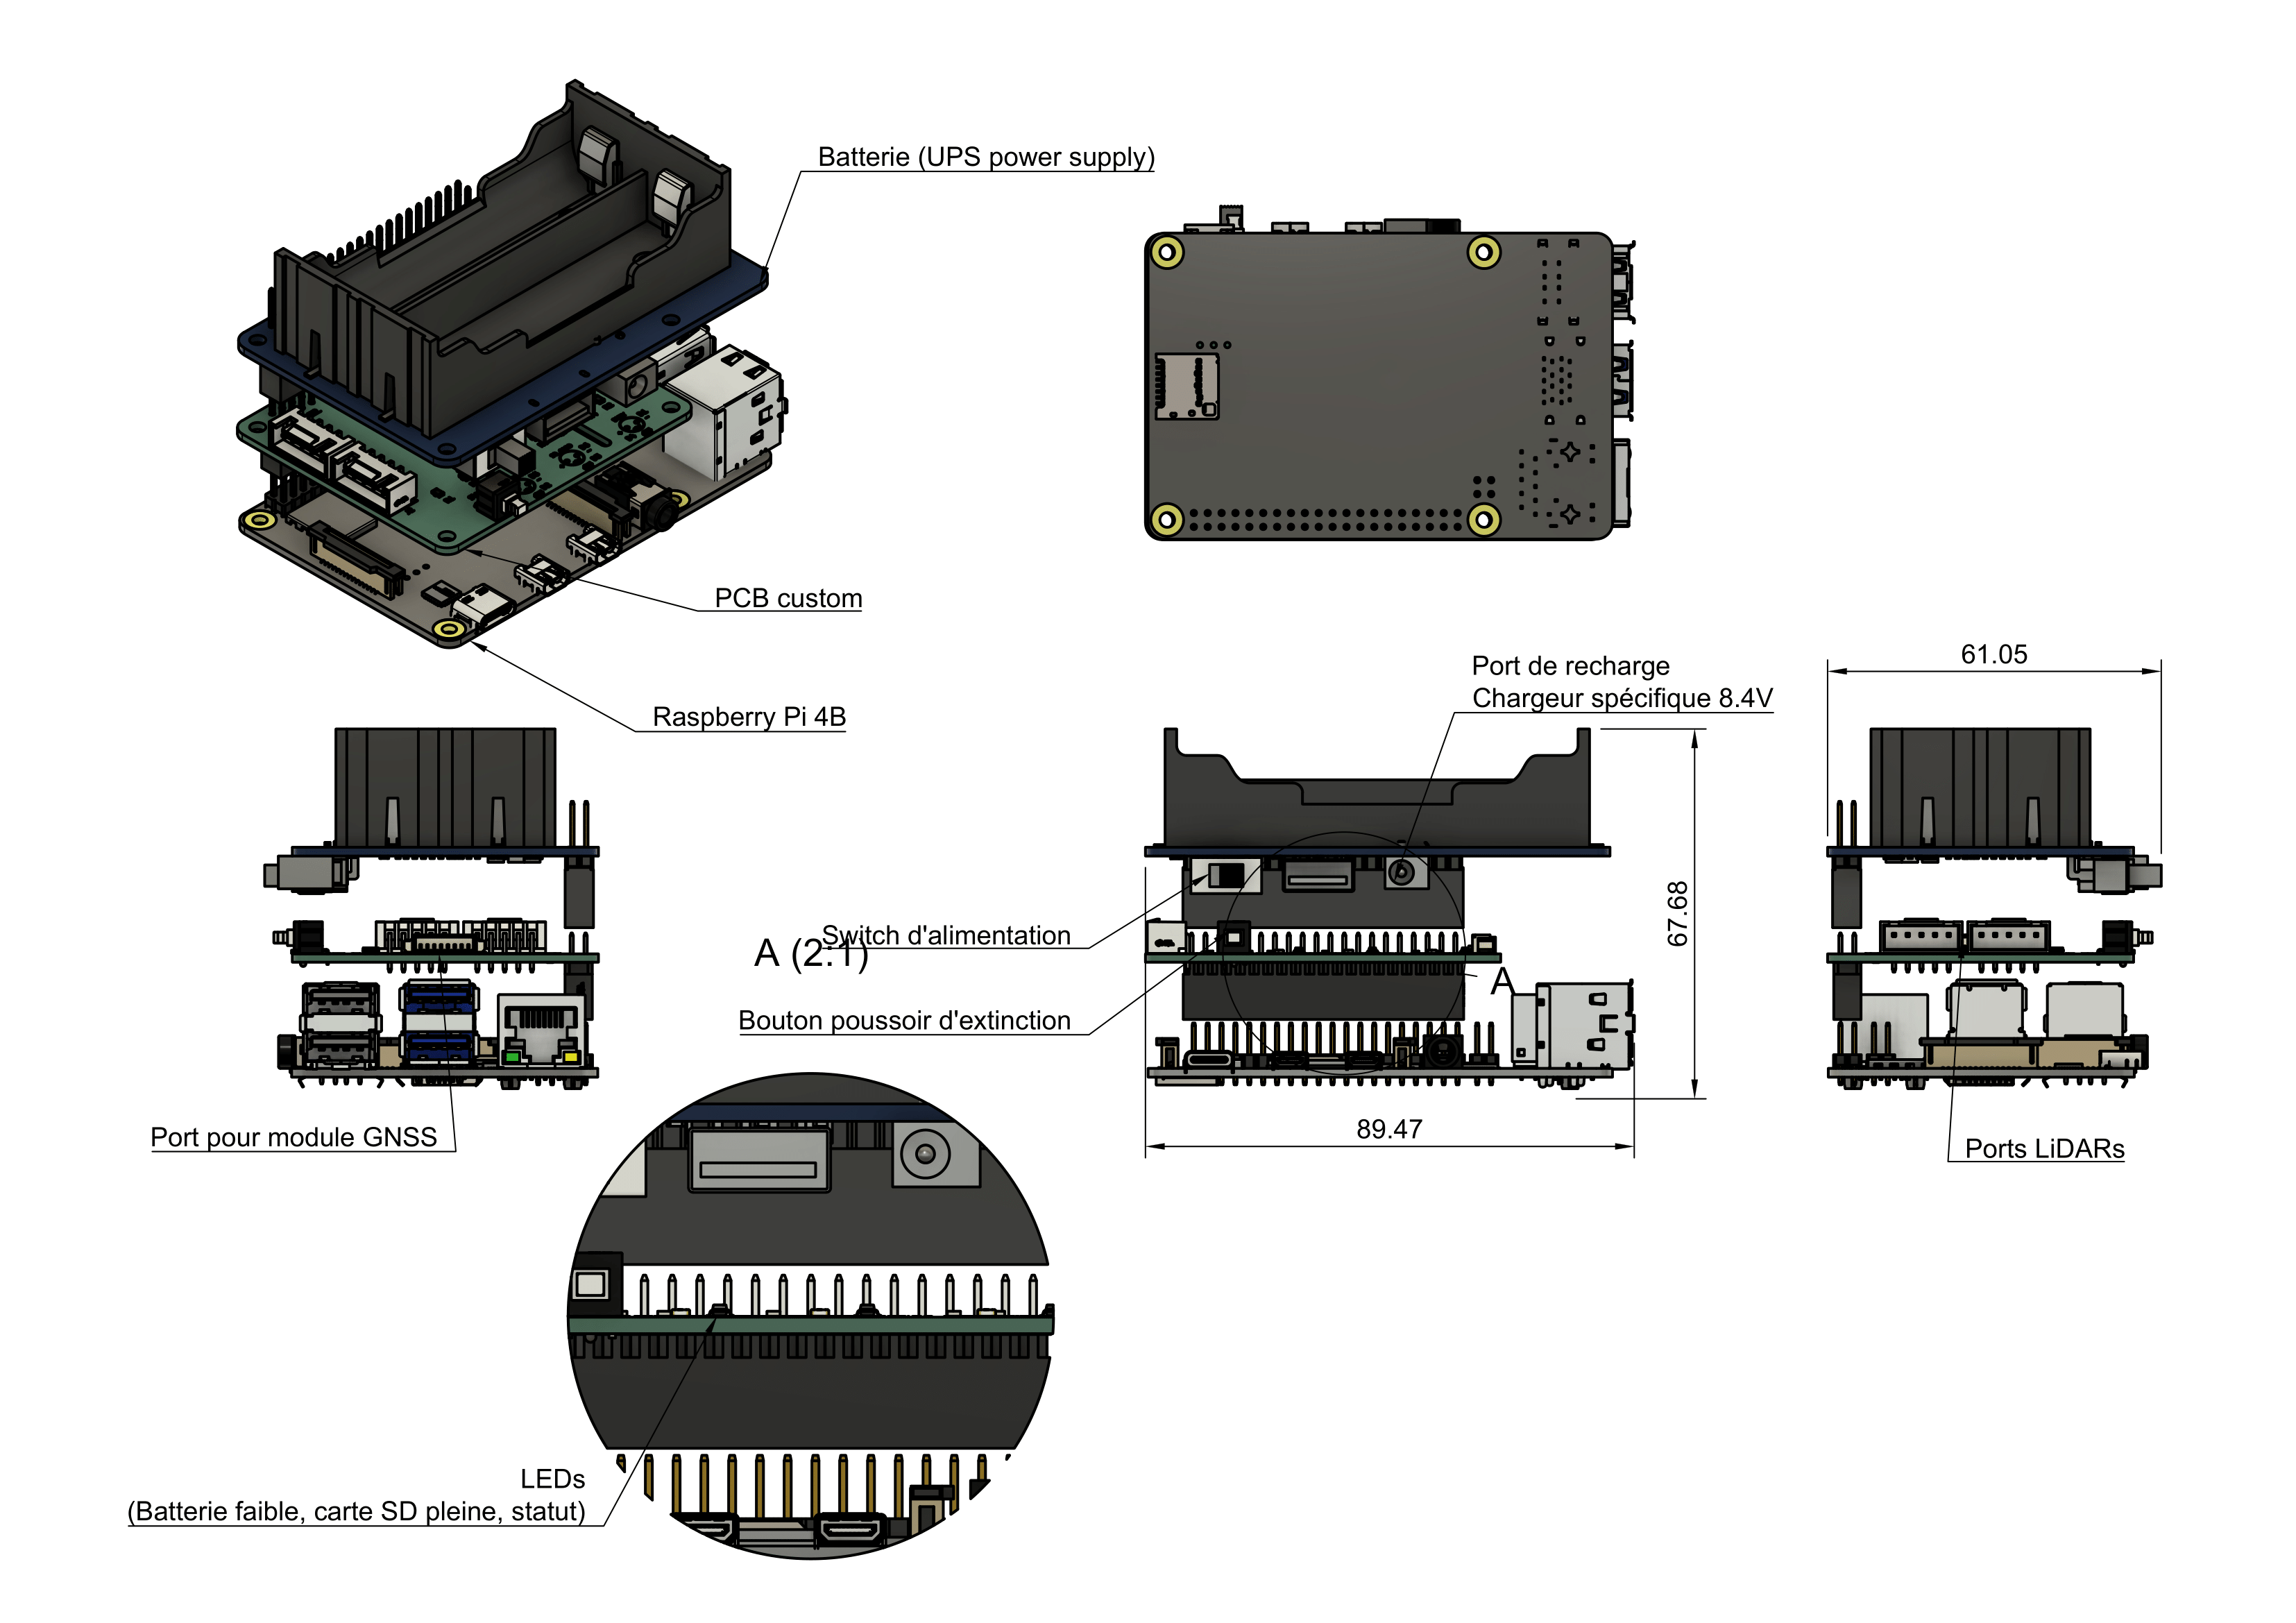 Batterie (UPS power supply)
PCB custom
Raspberry Pi 4B
Port de recharge
Chargeur spécifique 8.4V
61.05
67.68
Switch d'alimentation
A (2:1)
A
Bouton poussoir d'extinction
89.47
Port pour module GNSS
Ports LiDARs
LEDs
(Batterie faible, carte SD pleine, statut)